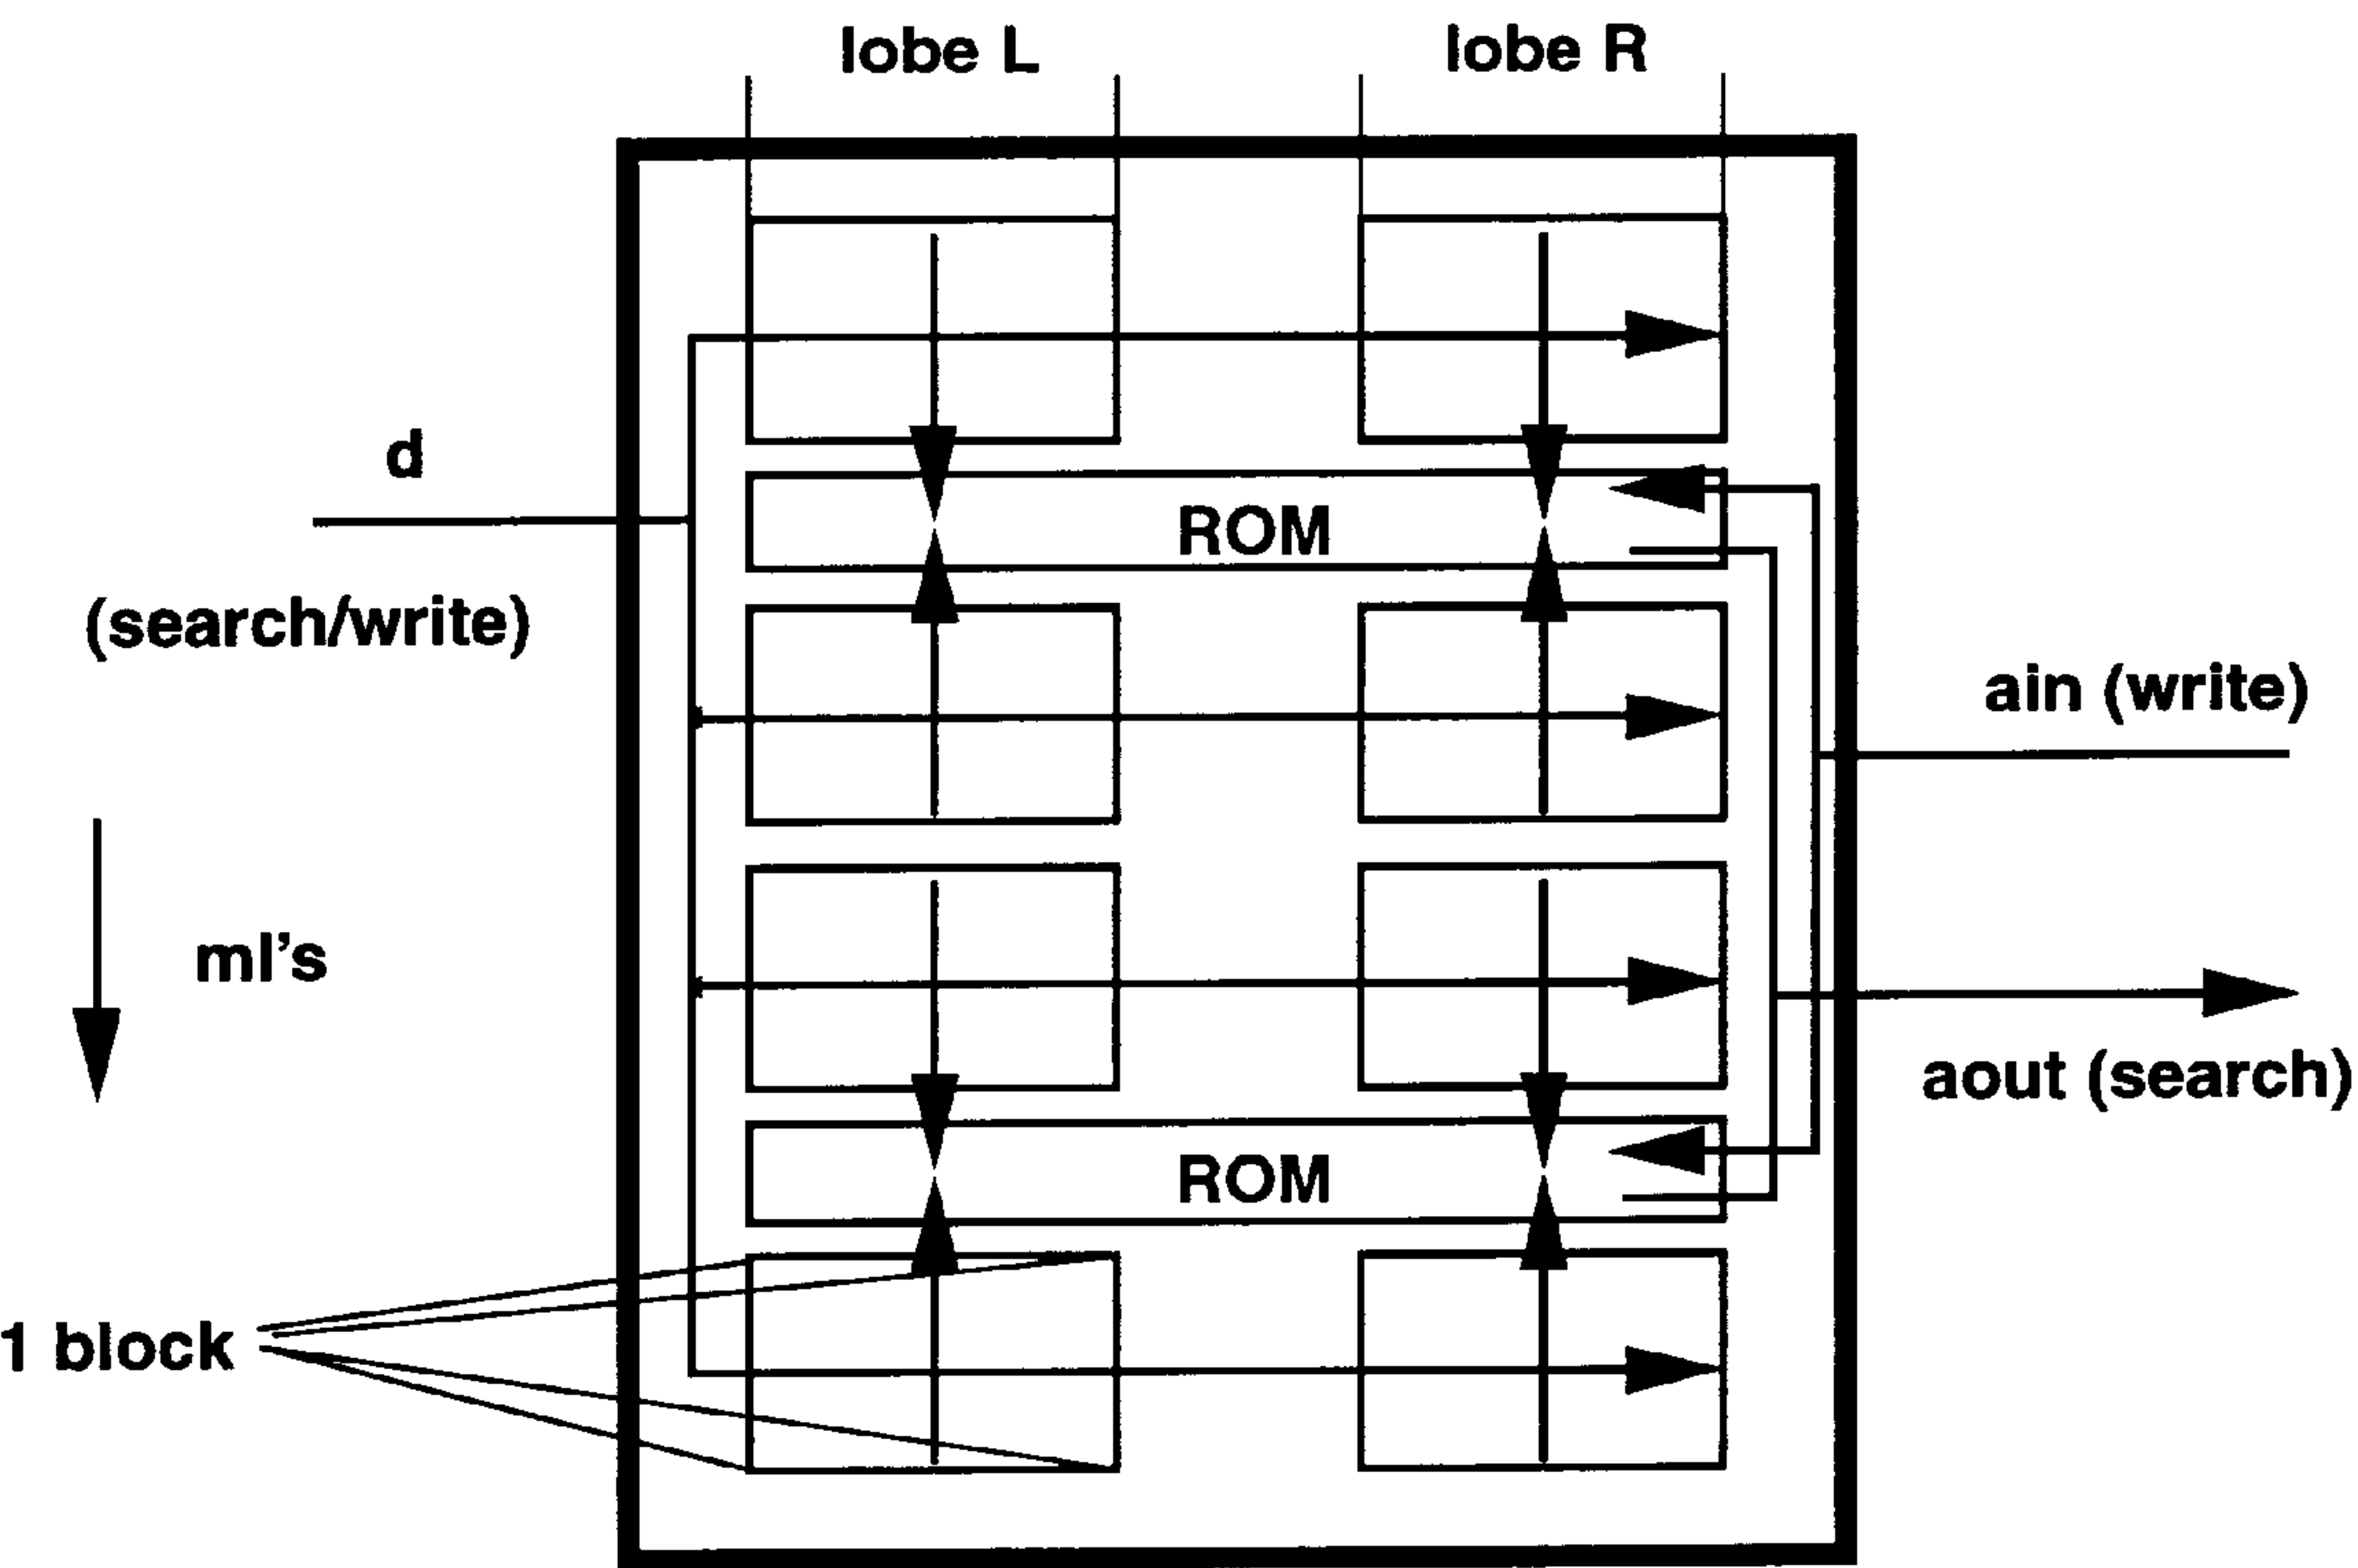 lobe L
lobe R
d
ROM
(search/write)
ain (write)
ml's
aout (search)
ROM
1 block